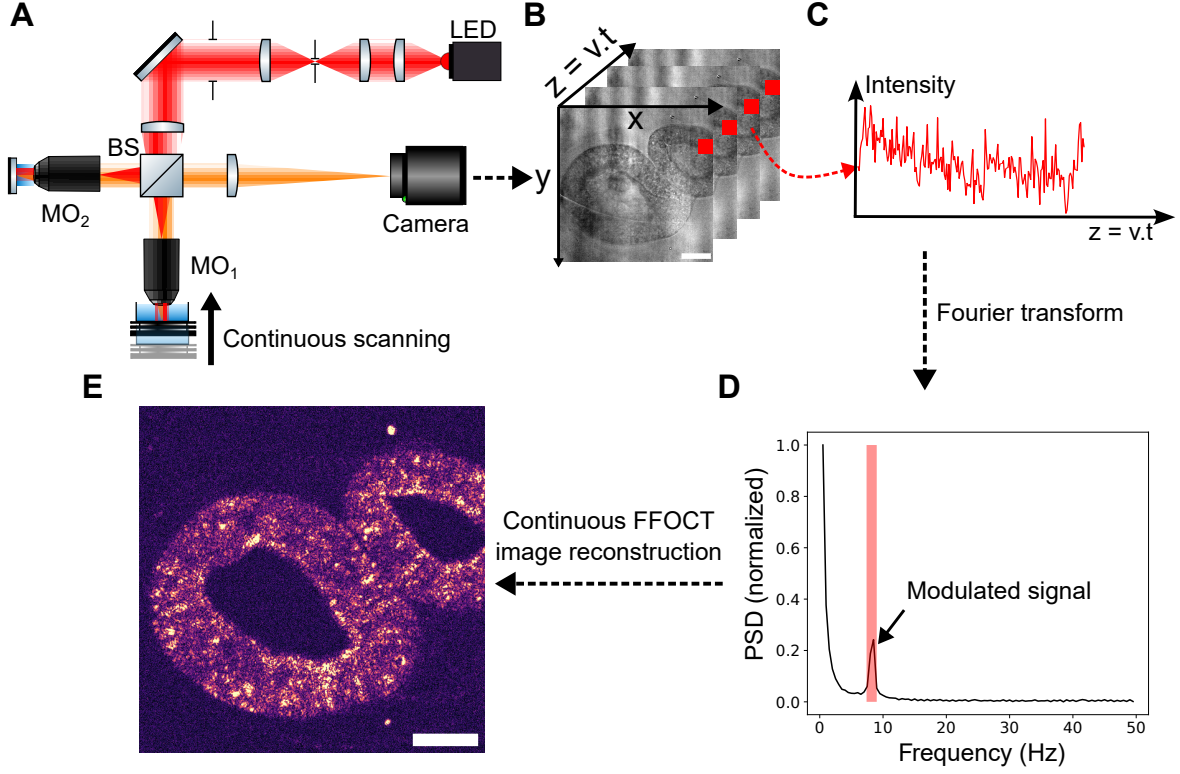 A
LED
BS
MO2
Camera
MO1
Continuous scanning
B
z = v.t
x
y
C
Intensity
z = v.t
Fourier transform
D
PSD (normalized)
1.0
0.8
0.6
0.4
0.2
0.0
Modulated signal
0
10
20
30
40
50
Frequency (Hz)
Continuous FFOCT
image reconstruction
E